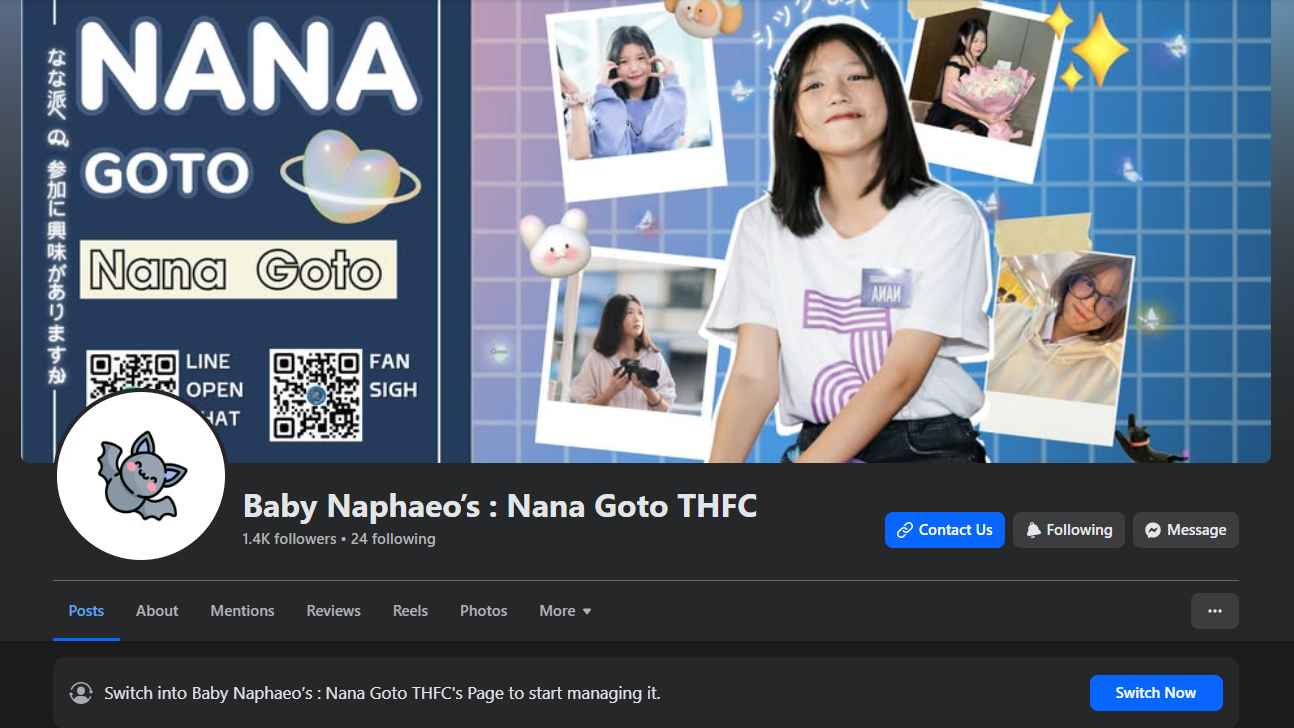 なな派への、参加に興味がありますか
NANA
GOTO
Nana Goto
LINE
OPEN
HAT
FAN
SIGH
NANA
Baby Naphaeo’s : Nana Goto THFC
1.4K followers • 24 following
Contact Us
Following
Message
Posts
About
Mentions
Reviews
Reels
Photos
More
Switch into Baby Naphaeo’s : Nana Goto THFC's Page to start managing it.
Switch Now